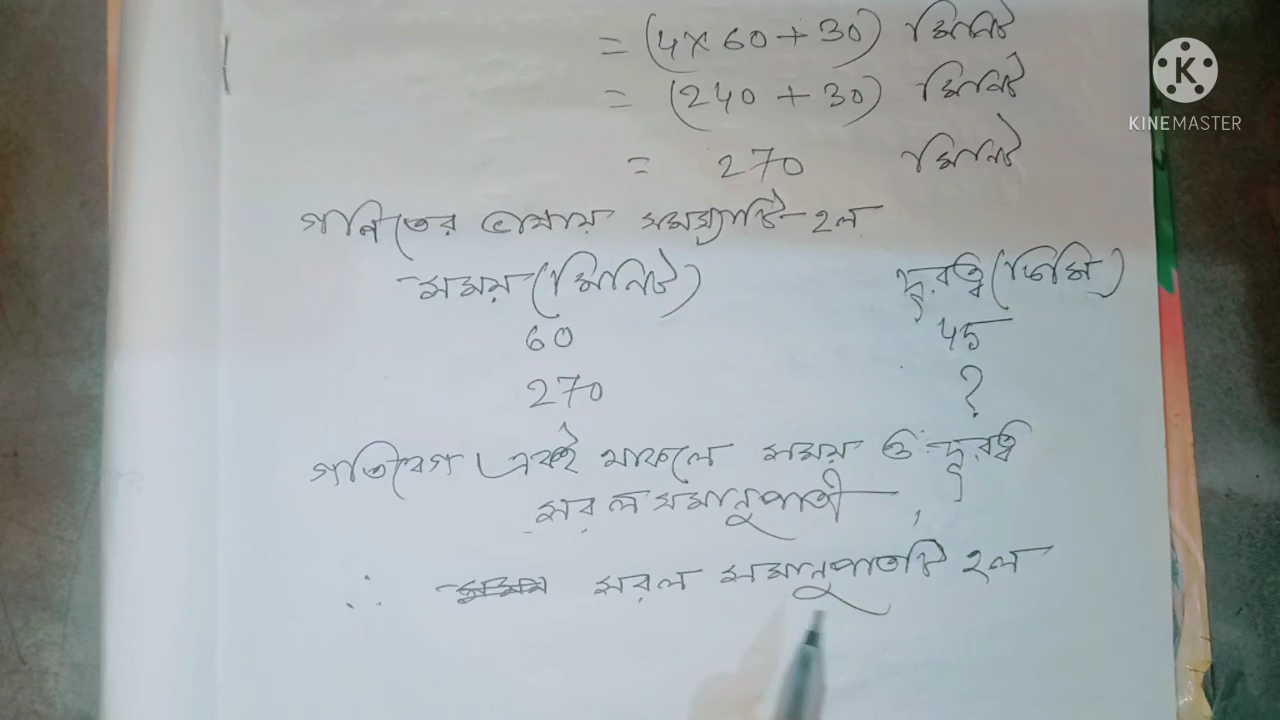 = (4 × 60 + 30) মিনিট
= (240 + 30) মিনিট
= 270 মিনিট
গণিতের ভাষায় সমস্যাটি হল
সময় (মিনিট) দূরত্ব (কিমি)
60 45
270 ?
গতিবেগ একই থাকলে সময় ও দূরত্ব
সরল সমানুপাতী,
∴ সরল সমানুপাতটি হল
K
KINEMASTER